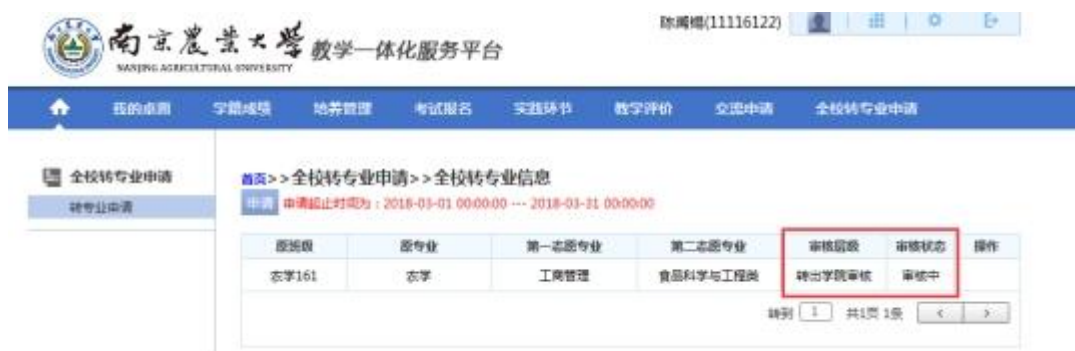 (11116122)
南京農業大學 教学一体化服务平台
NANJING AGRICULTURAL UNIVERSITY
我的桌面 学籍成绩 培养管理 考试报名 实践环节 教学评价 交流申请 全校转专业申请
全校转专业申请
转专业申请
首页>>全校转专业申请>>全校转专业信息
申请 申请起止时间为：2018-03-01 00:00:00 --- 2018-03-31 00:00:00
原班级 原专业 第一志愿专业 第二志愿专业 审核层级 审核状态 操作
农学161 农学 工商管理 食品科学与工程类 转出学院审核 审核中
转到 1 共1页 1条 < >